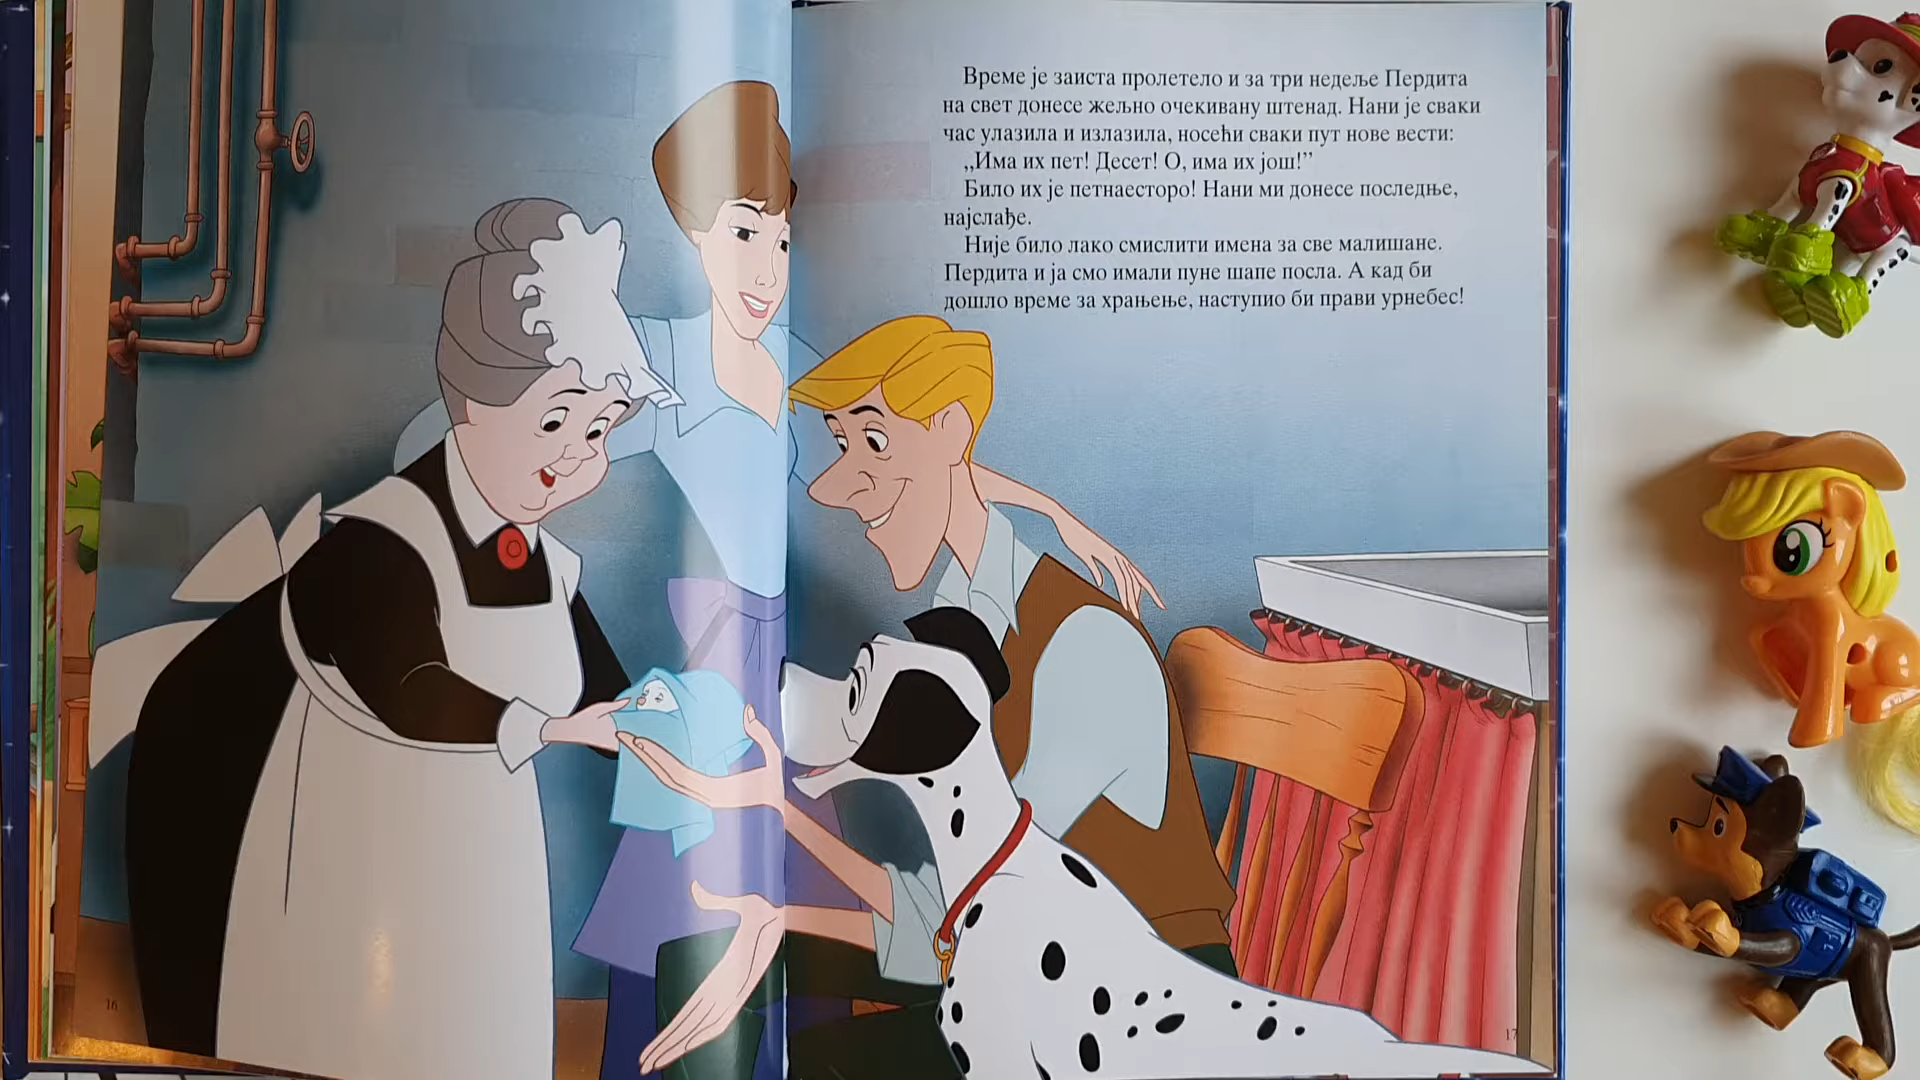 Време је заиста пролетело и за три недеље Пердита
на свет донесе жељно очекивану штенад. Нани је сваки
час улазила и излазила, носећи сваки пут нове вести:
„Има их пет! Десет! О, има их још!”
Било их је петнаесторо! Нани ми донесе последње,
најслађе.
Није било лако смислити имена за све малишане.
Пердита и ја смо имали пуне шапе посла. А кад би
дошло време за храњење, наступио би прави урнебес!
16
17